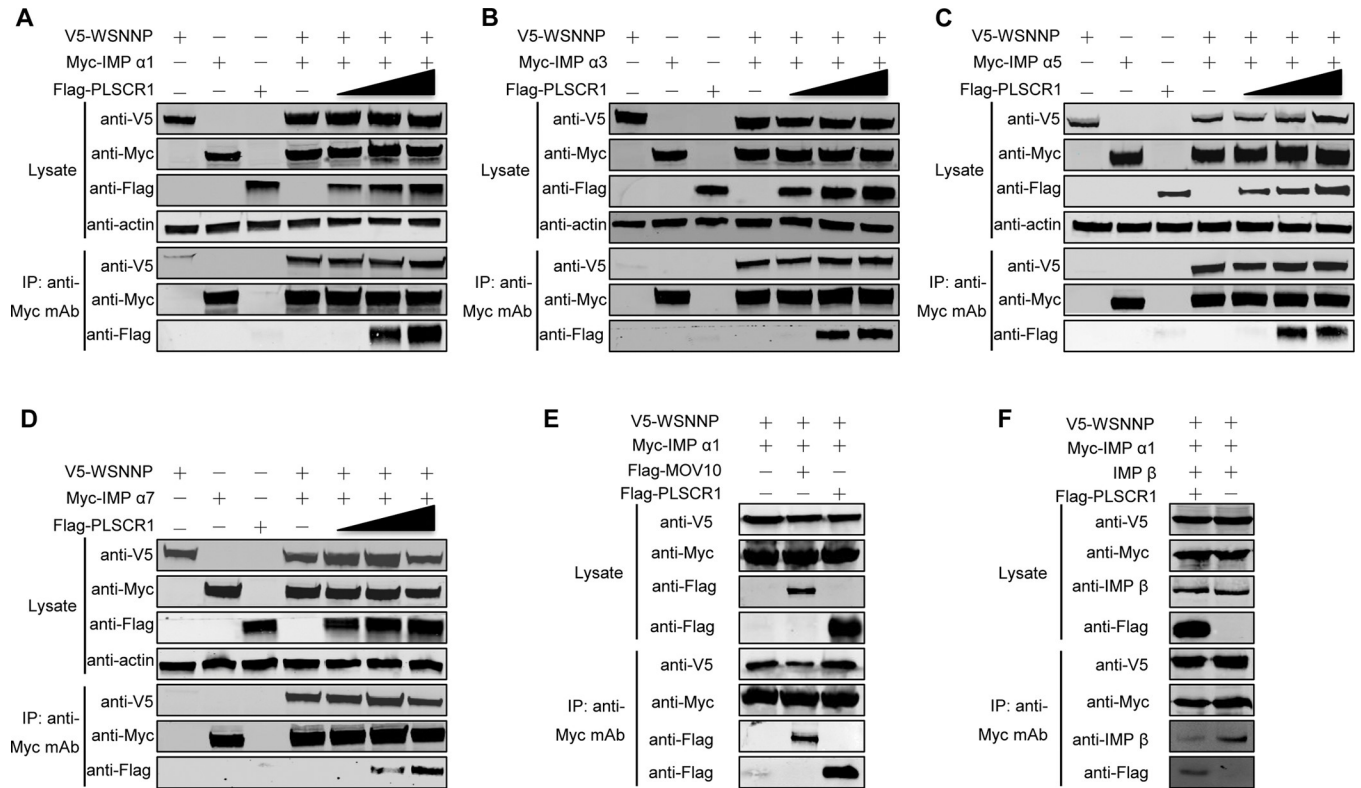 A
V5-WSNNP + − − + + + +
Myc-IMP α1 − + − + + + +
Flag-PLSCR1 − − + −
Lysate
anti-V5
anti-Myc
anti-Flag
anti-actin
IP: anti-
Myc mAb
anti-V5
anti-Myc
anti-Flag
B
V5-WSNNP + − − + + + +
Myc-IMP α3 − + − + + + +
Flag-PLSCR1 − − + −
Lysate
anti-V5
anti-Myc
anti-Flag
anti-actin
IP: anti-
Myc mAb
anti-V5
anti-Myc
anti-Flag
C
V5-WSNNP + − − + + + +
Myc-IMP α5 − + − + + + +
Flag-PLSCR1 − − + −
Lysate
anti-V5
anti-Myc
anti-Flag
anti-actin
IP: anti-
Myc mAb
anti-V5
anti-Myc
anti-Flag
D
V5-WSNNP + − − + + + +
Myc-IMP α7 − + − + + + +
Flag-PLSCR1 − − + −
Lysate
anti-V5
anti-Myc
anti-Flag
anti-actin
IP: anti-
Myc mAb
anti-V5
anti-Myc
anti-Flag
E
V5-WSNNP + + +
Myc-IMP α1 + + +
Flag-MOV10 − + −
Flag-PLSCR1 − − +
Lysate
anti-V5
anti-Myc
anti-Flag
anti-Flag
IP: anti-
Myc mAb
anti-V5
anti-Myc
anti-Flag
anti-Flag
F
V5-WSNNP + +
Myc-IMP α1 + +
IMP β + +
Flag-PLSCR1 + −
Lysate
anti-V5
anti-Myc
anti-IMP β
anti-Flag
IP: anti-
Myc mAb
anti-V5
anti-Myc
anti-IMP β
anti-Flag